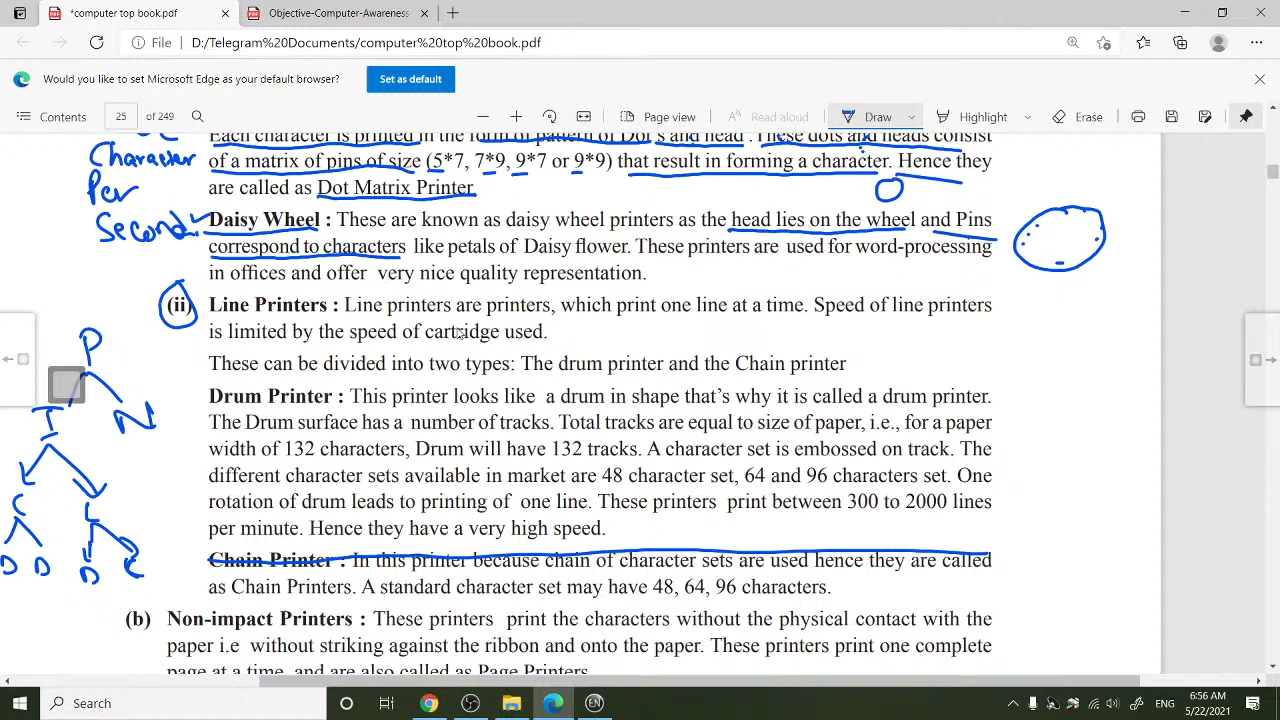 *computer top book.pdf
Objective-Computer-Awareness-
File
D:/Telegram%20Documents/computer%20top%20book.pdf
Would you like to set Microsoft Edge as your default browser?
Set as default
Contents
25
of 249
Page view
Read aloud
Draw
Highlight
Erase
Each character is printed in the form of pattern of Dot's and head . These dots and heads consist
of a matrix of pins of size (5*7, 7*9, 9*7 or 9*9) that result in forming a character. Hence they
are called as Dot Matrix Printer.
Character
Per
Second
Daisy Wheel : These are known as daisy wheel printers as the head lies on the wheel and Pins
correspond to characters like petals of Daisy flower. These printers are used for word-processing
in offices and offer very nice quality representation.
(ii) Line Printers : Line printers are printers, which print one line at a time. Speed of line printers
is limited by the speed of cartridge used.
These can be divided into two types: The drum printer and the Chain printer
Drum Printer : This printer looks like a drum in shape that's why it is called a drum printer.
The Drum surface has a number of tracks. Total tracks are equal to size of paper, i.e., for a paper
width of 132 characters, Drum will have 132 tracks. A character set is embossed on track. The
different character sets available in market are 48 character set, 64 and 96 characters set. One
rotation of drum leads to printing of one line. These printers print between 300 to 2000 lines
per minute. Hence they have a very high speed.
Chain Printer : In this printer because chain of character sets are used hence they are called
as Chain Printers. A standard character set may have 48, 64, 96 characters.
P
I N
C L
D D D C
(b) Non-impact Printers : These printers print the characters without the physical contact with the
paper i.e without striking against the ribbon and onto the paper. These printers print one complete
page at a time, and are also called as Page Printers.
Search
EN
ENG
6:56 AM
5/22/2021